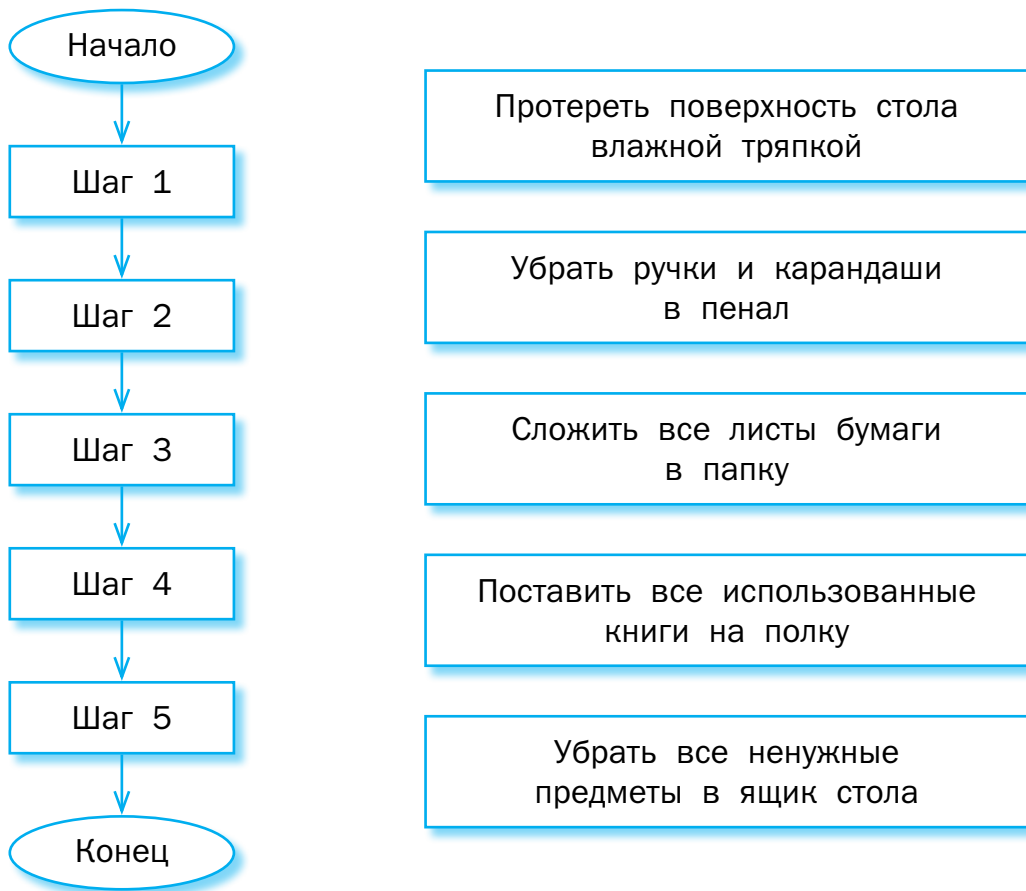 Начало
Шаг 1
Шаг 2
Шаг 3
Шаг 4
Шаг 5
Конец
Протереть поверхность стола
влажной тряпкой
Убрать ручки и карандаши
в пенал
Сложить все листы бумаги
в папку
Поставить все использованные
книги на полку
Убрать все ненужные
предметы в ящик стола